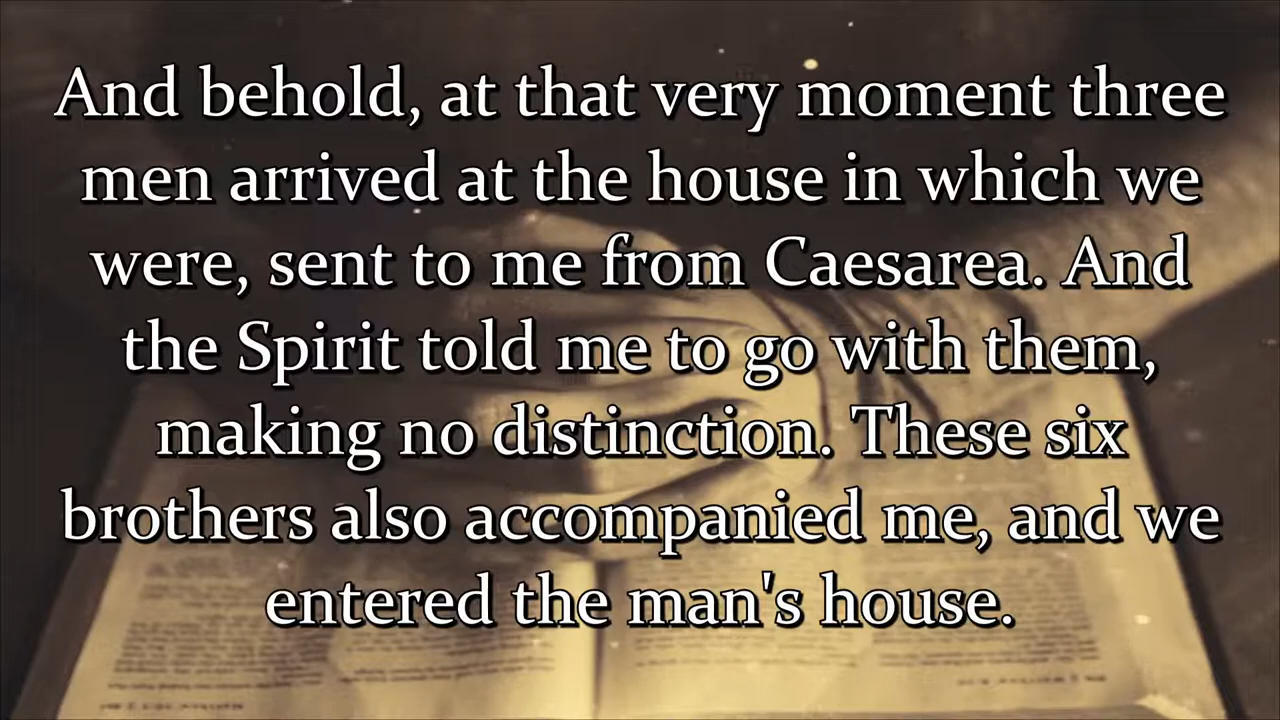 And behold, at that very moment three
men arrived at the house in which we
were, sent to me from Caesarea. And
the Spirit told me to go with them,
making no distinction. These six
brothers also accompanied me, and we
entered the man's house.